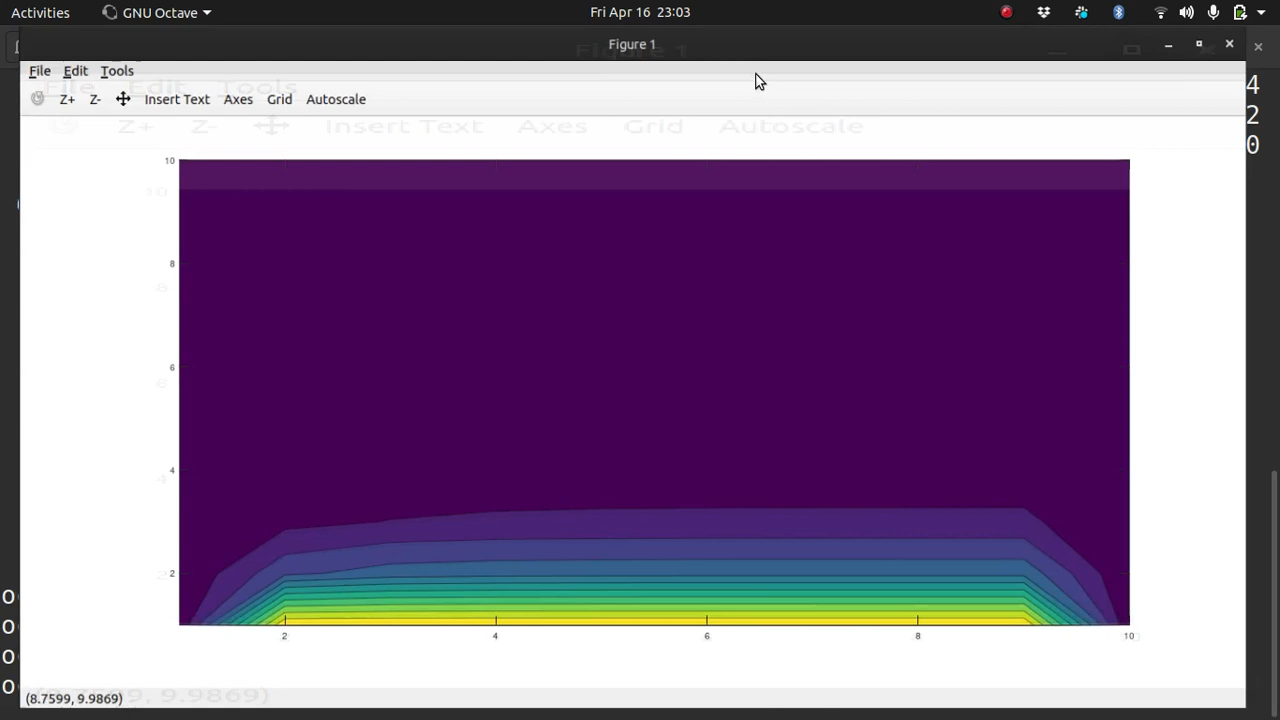 Activities GNU Octave Fri Apr 16 23:03
Figure 1
File Edit Tools
Z+ Z- Insert Text Axes Grid Autoscale
4
2
0
10
8
6
4
2
2 4 6 8 10
(8.7599, 9.9869)